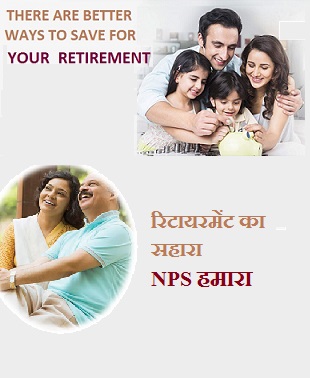 THERE ARE BETTER
WAYS TO SAVE FOR
YOUR RETIREMENT
रिटायरमेंट का
सहारा
NPS हमारा